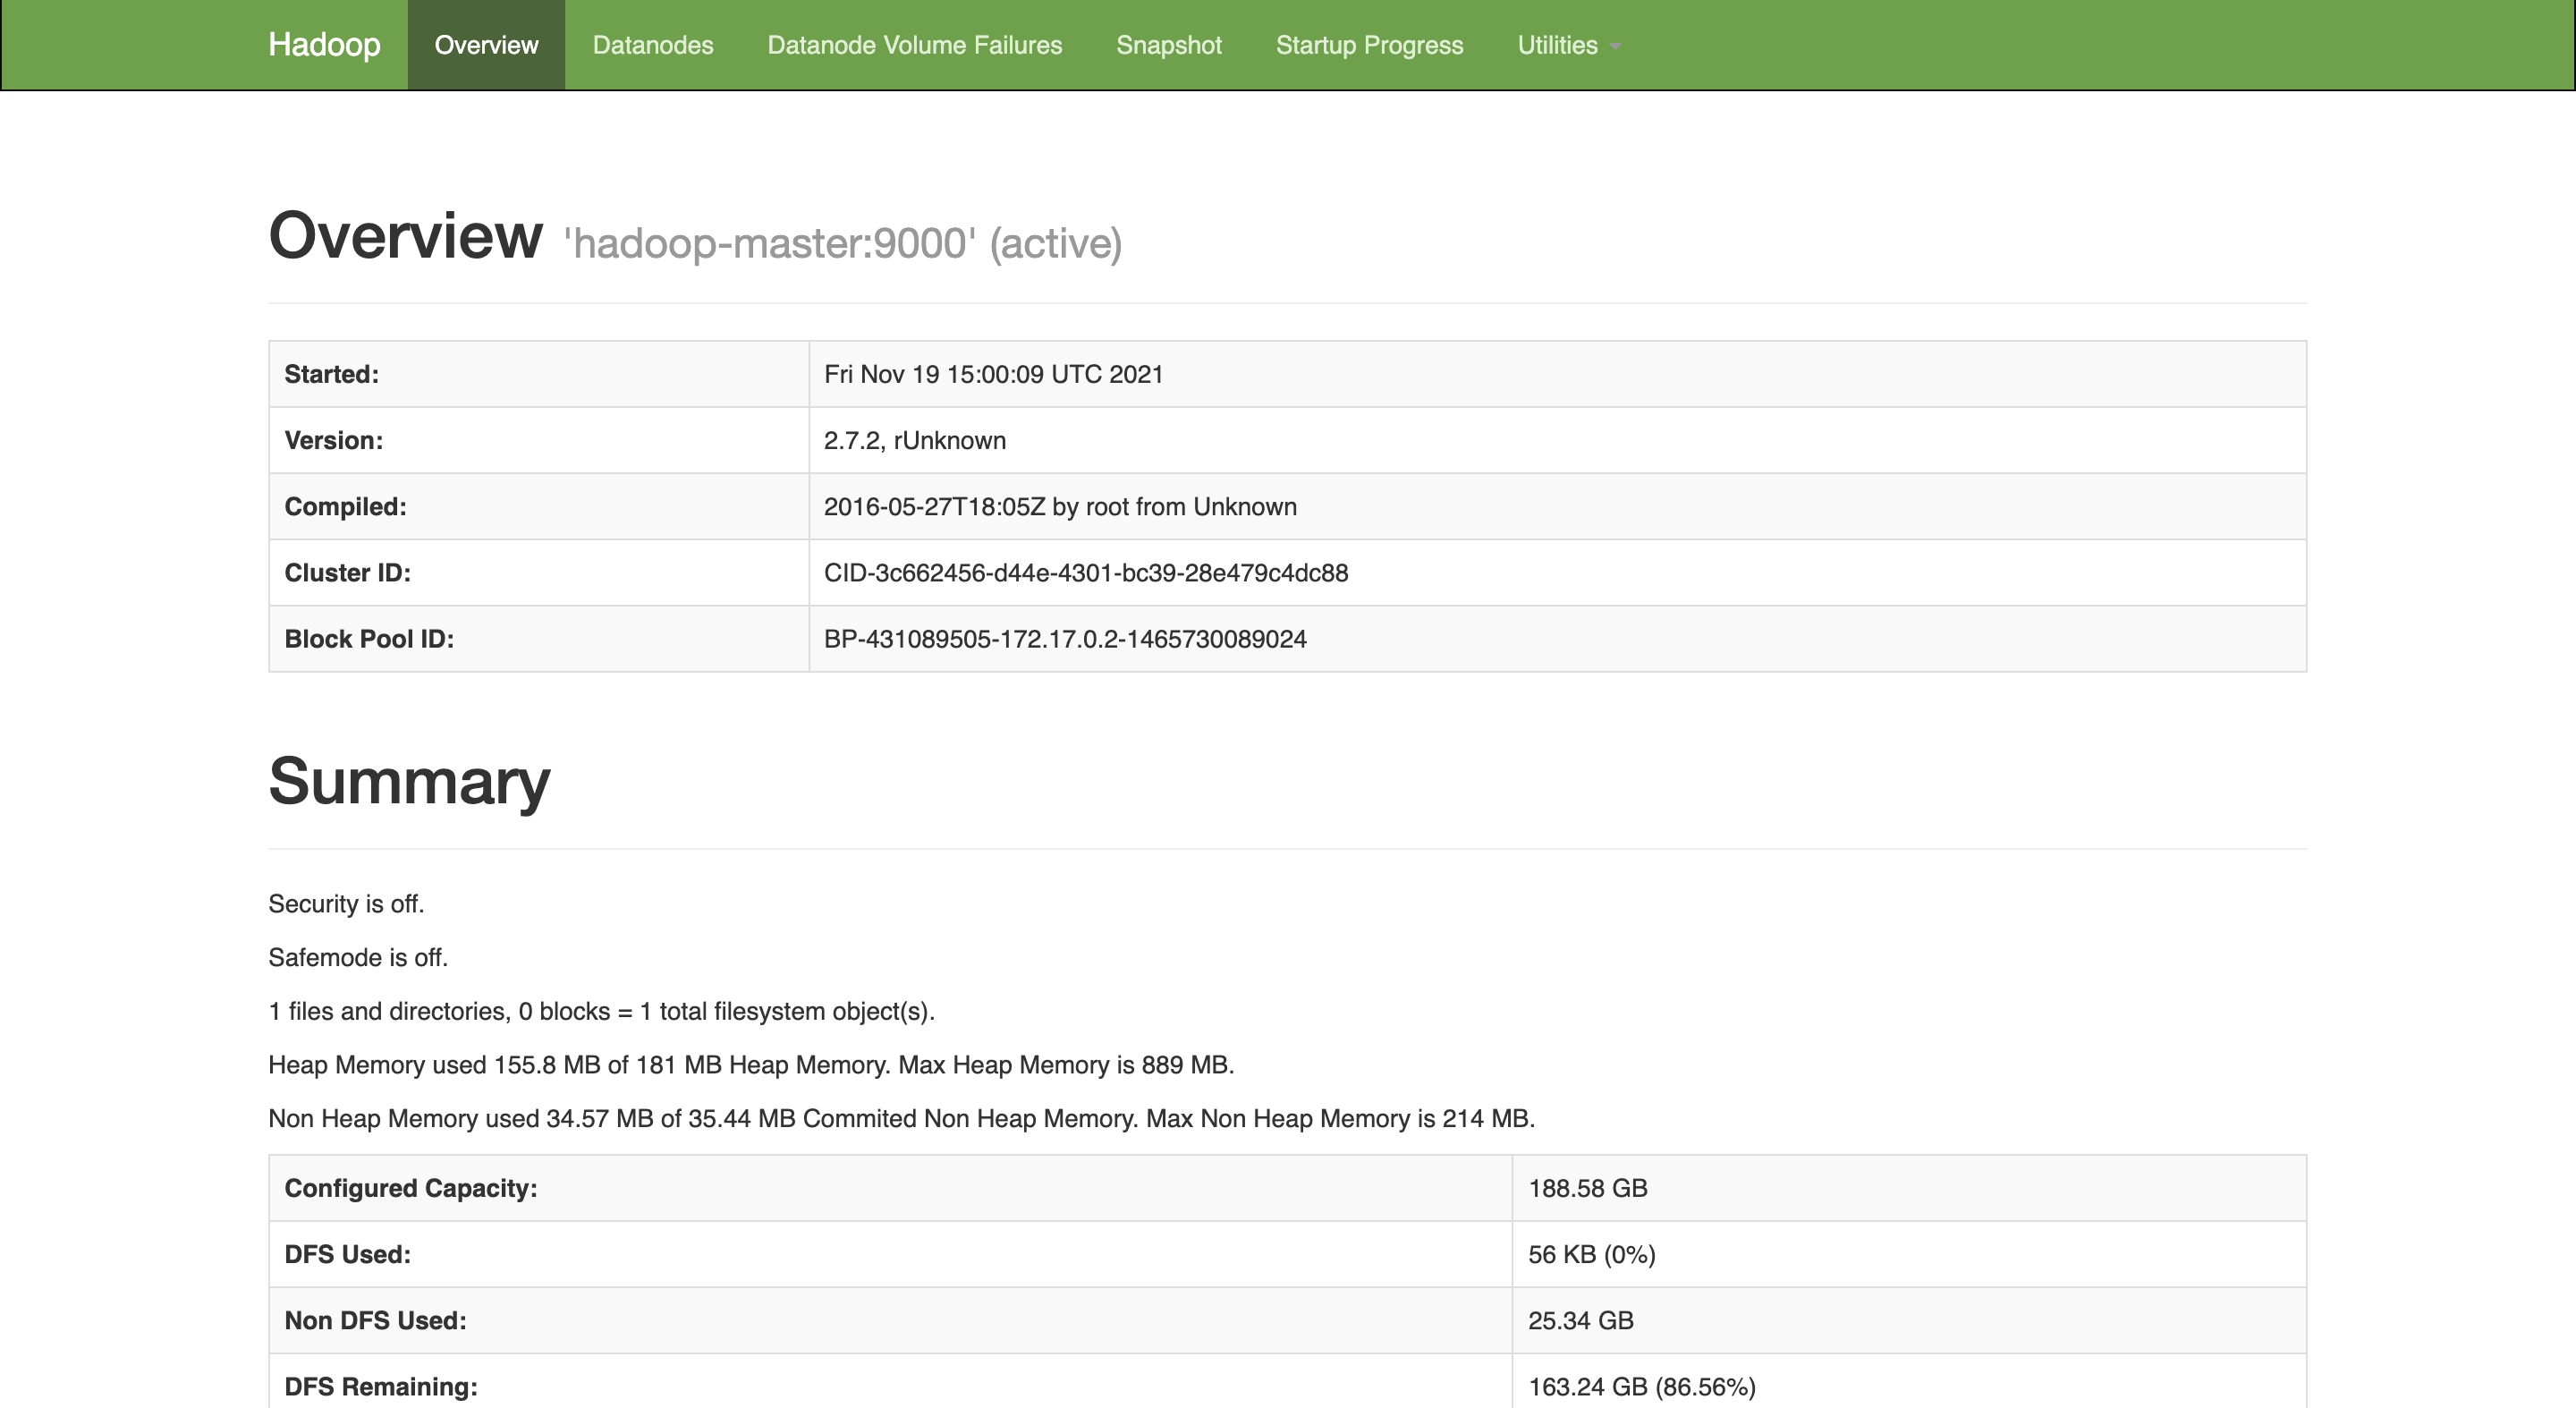 Hadoop Overview Datanodes Datanode Volume Failures Snapshot Startup Progress Utilities
Overview 'hadoop-master:9000' (active)
Started: Fri Nov 19 15:00:09 UTC 2021
Version: 2.7.2, rUnknown
Compiled: 2016-05-27T18:05Z by root from Unknown
Cluster ID: CID-3c662456-d44e-4301-bc39-28e479c4dc88
Block Pool ID: BP-431089505-172.17.0.2-1465730089024
Summary
Security is off.
Safemode is off.
1 files and directories, 0 blocks = 1 total filesystem object(s).
Heap Memory used 155.8 MB of 181 MB Heap Memory. Max Heap Memory is 889 MB.
Non Heap Memory used 34.57 MB of 35.44 MB Commited Non Heap Memory. Max Non Heap Memory is 214 MB.
Configured Capacity: 188.58 GB
DFS Used: 56 KB (0%)
Non DFS Used: 25.34 GB
DFS Remaining: 163.24 GB (86.56%)